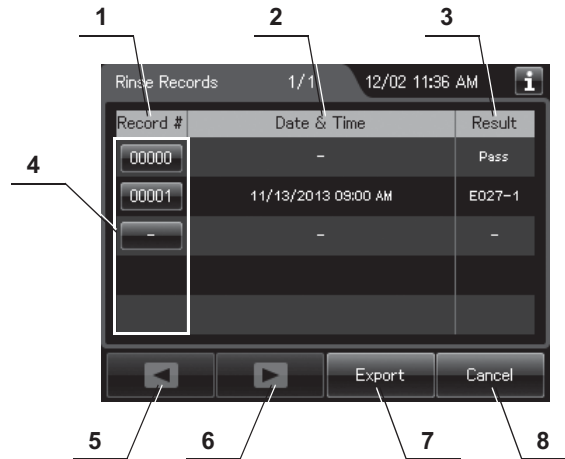 1 2 3
Rinse Records 1/1 12/02 11:36 AM i
Record # Date & Time Result
4
00000 - Pass
00001 11/13/2013 09:00 AM E027-1
- - -
Export Cancel
5 6 7 8